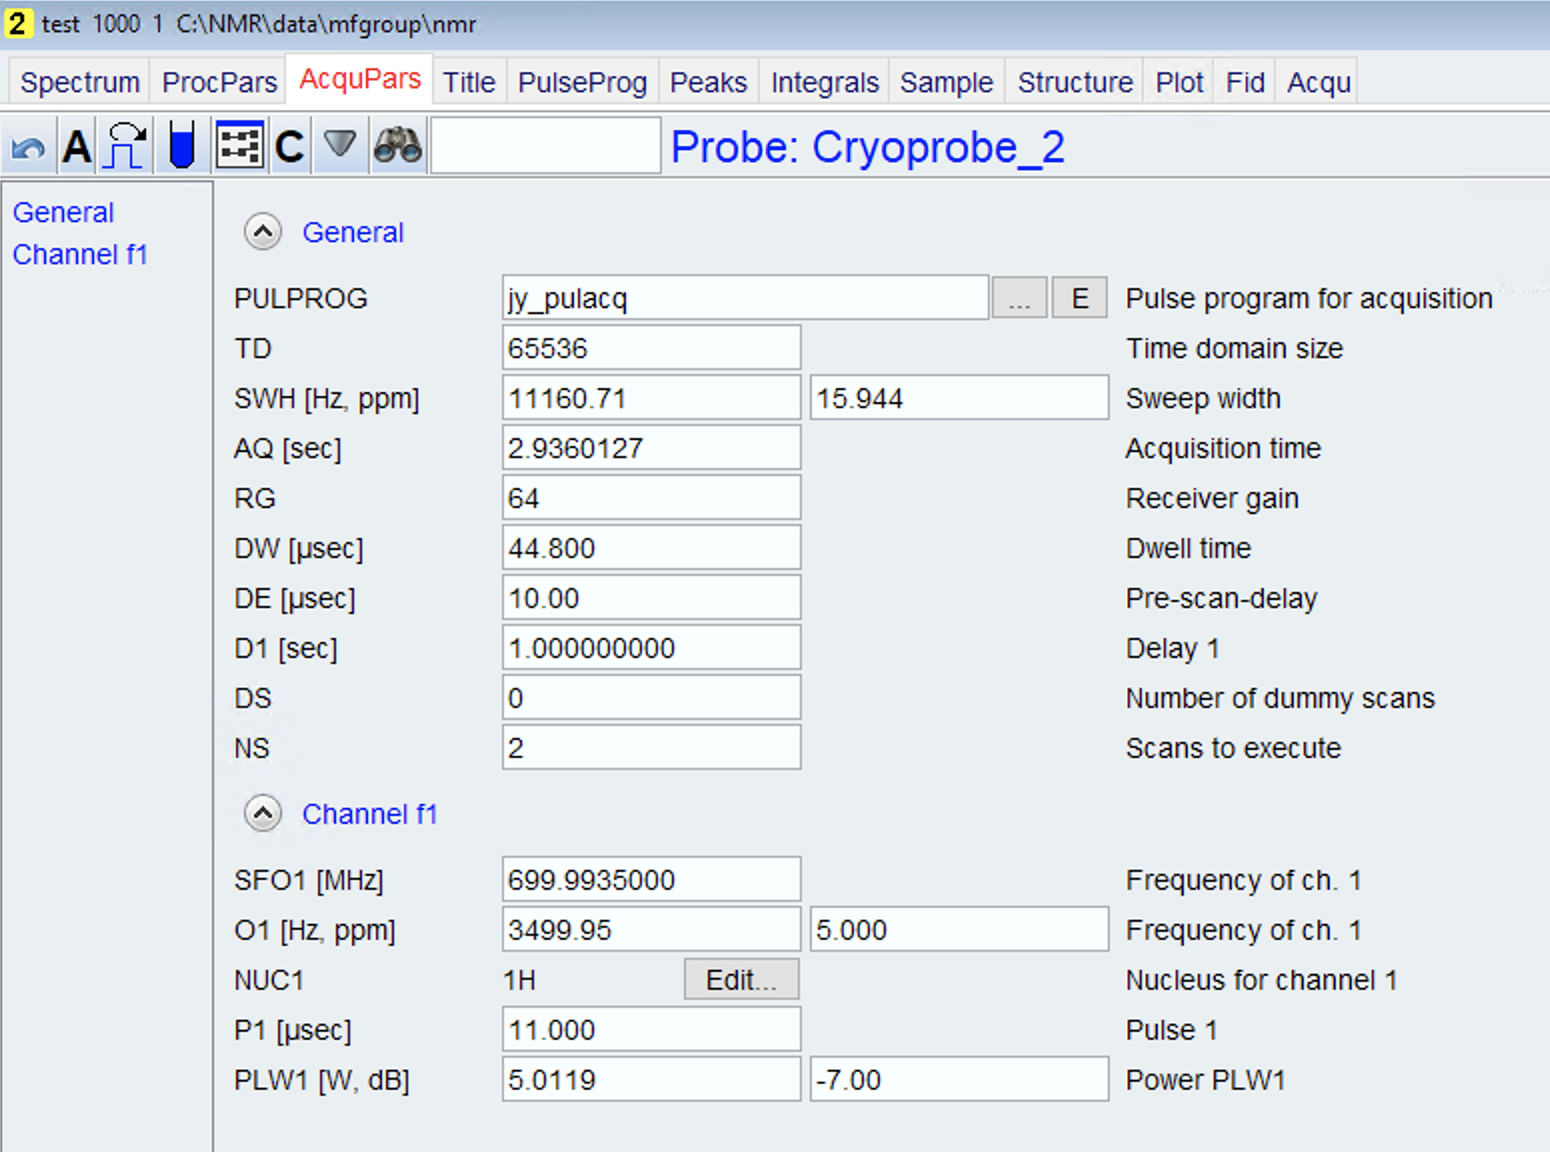 2 test 1000 1 C:\NMR\data\mfgroup\nmr
Spectrum ProcPars AcquPars Title PulseProg Peaks Integrals Sample Structure Plot Fid Acqu
A C Probe: Cryoprobe_2
General
Channel f1
General
PULPROG jy_pulacq ... E Pulse program for acquisition
TD 65536 Time domain size
SWH [Hz, ppm] 11160.71 15.944 Sweep width
AQ [sec] 2.9360127 Acquisition time
RG 64 Receiver gain
DW [µsec] 44.800 Dwell time
DE [µsec] 10.00 Pre-scan-delay
D1 [sec] 1.000000000 Delay 1
DS 0 Number of dummy scans
NS 2 Scans to execute
Channel f1
SFO1 [MHz] 699.9935000 Frequency of ch. 1
O1 [Hz, ppm] 3499.95 5.000 Frequency of ch. 1
NUC1 1H Edit... Nucleus for channel 1
P1 [µsec] 11.000 Pulse 1
PLW1 [W, dB] 5.0119 -7.00 Power PLW1